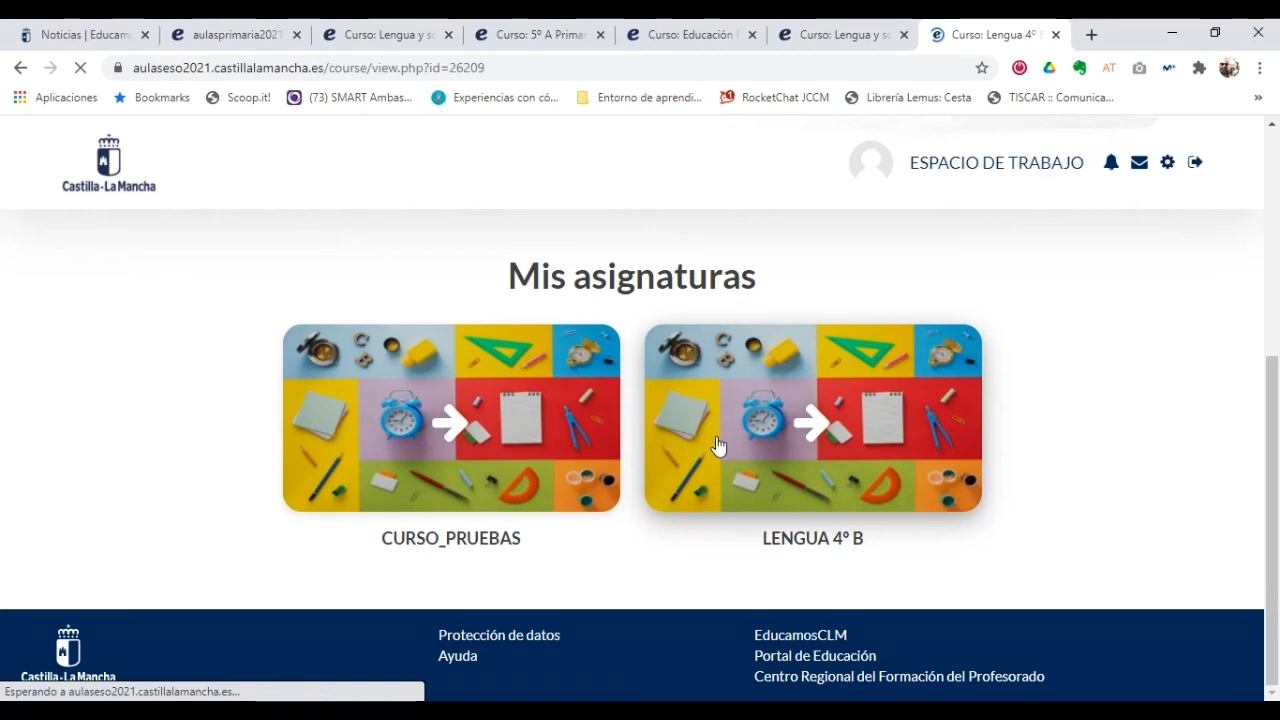 Noticias | Educam
aulasprimaria2021
Curso: Lengua y so
Curso: 5º A Primar
Curso: Educación
Curso: Lengua y so
Curso: Lengua 4º
aulaseso2021.castillalamancha.es/course/view.php?id=26209
AT
Aplicaciones
Bookmarks
Scoop.it!
(73) SMART Ambas...
Experiencias con có...
Entorno de aprendi...
RocketChat JCCM
Librería Lemus: Cesta
TISCAR :: Comunica...
Castilla-La Mancha
ESPACIO DE TRABAJO
Mis asignaturas
CURSO_PRUEBAS
LENGUA 4º B
Castilla-La Mancha
Protección de datos
Ayuda
EducamosCLM
Portal de Educación
Centro Regional del Formación del Profesorado
Esperando a aulaseso2021.castillalamancha.es...